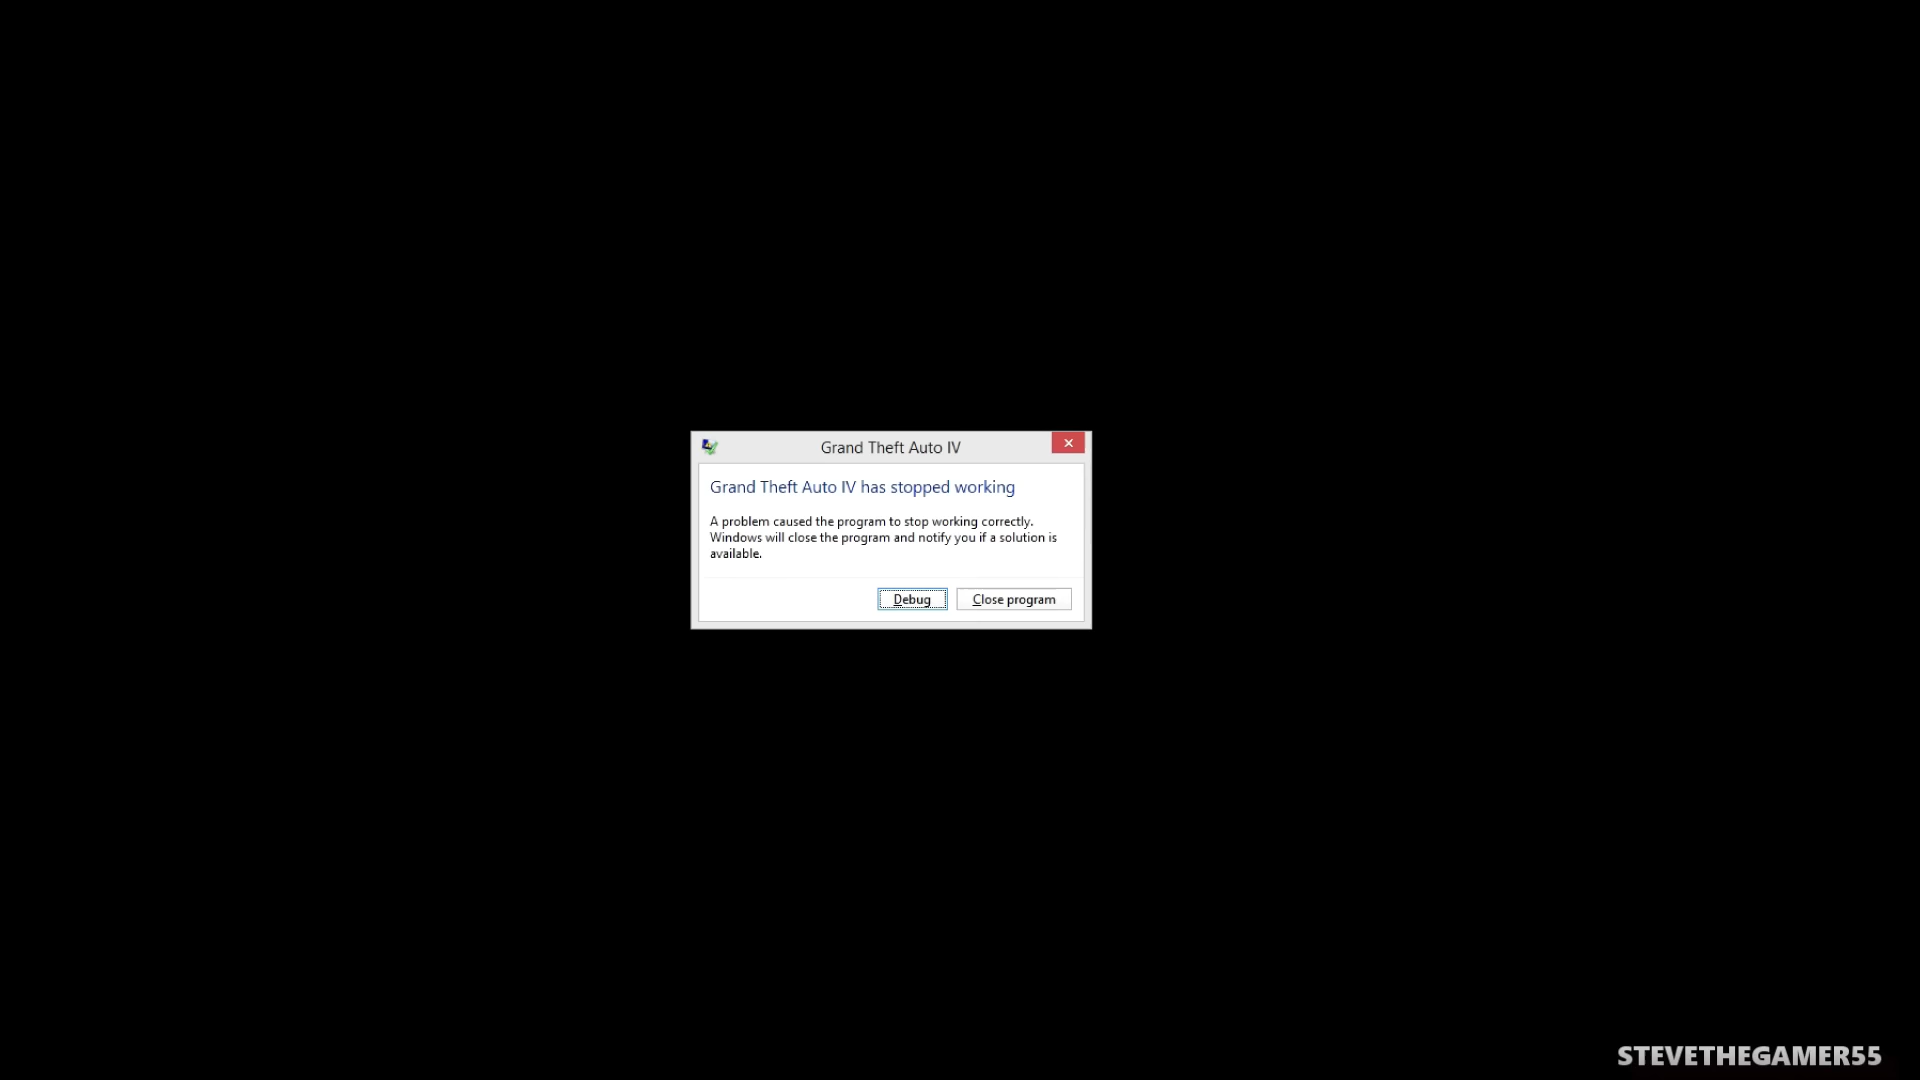 Grand Theft Auto IV
Grand Theft Auto IV has stopped working
A problem caused the program to stop working correctly.
Windows will close the program and notify you if a solution is
available.
Debug
Close program
STEVETHEGAMER55